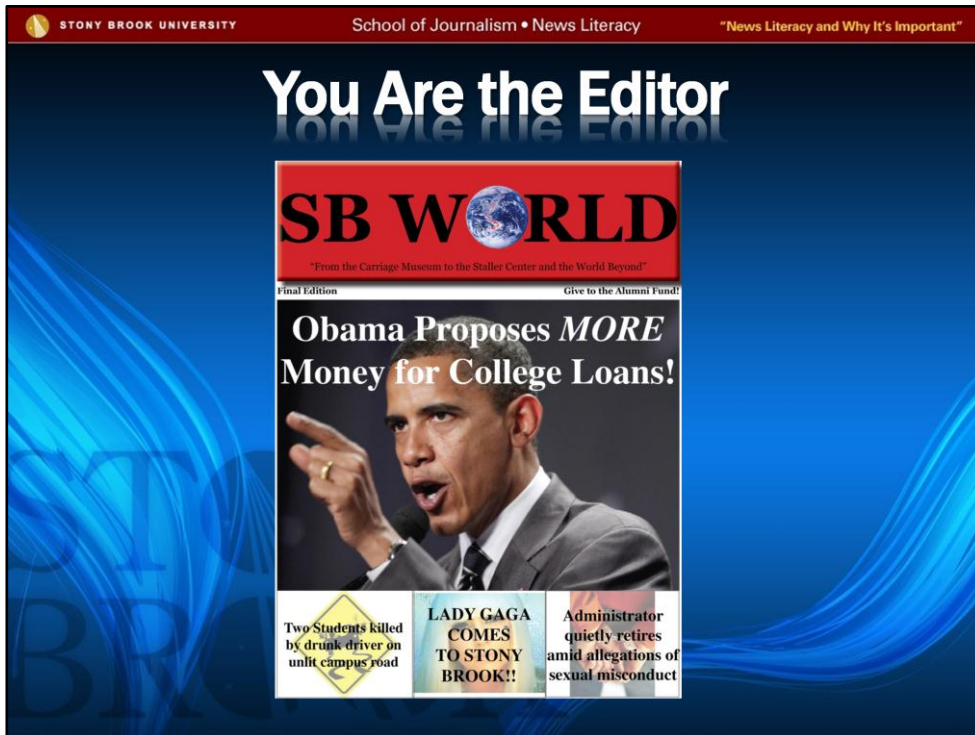 STONY BROOK UNIVERSITY
School of Journalism • News Literacy
"News Literacy and Why It's Important"
You Are the Editor
SB WORLD
"From the Carriage Museum to the Staller Center and the World Beyond"
Final Edition
Give to the Alumni Fund!
Obama Proposes MORE
Money for College Loans!
Two Students killed
by drunk driver on
unlit campus road
LADY GAGA
COMES
TO STONY
BROOK!!
Administrator
quietly retires
amid allegations of
sexual misconduct
STONY
BROOK